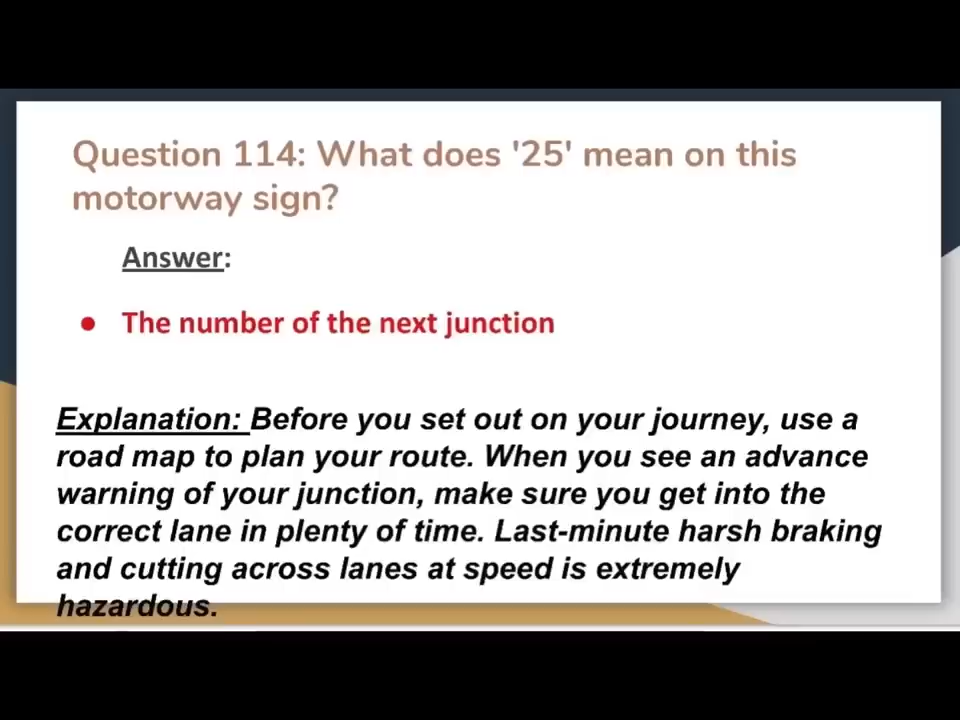 Question 114: What does '25' mean on this
motorway sign?
Answer:
● The number of the next junction
Explanation: Before you set out on your journey, use a
road map to plan your route. When you see an advance
warning of your junction, make sure you get into the
correct lane in plenty of time. Last-minute harsh braking
and cutting across lanes at speed is extremely
hazardous.